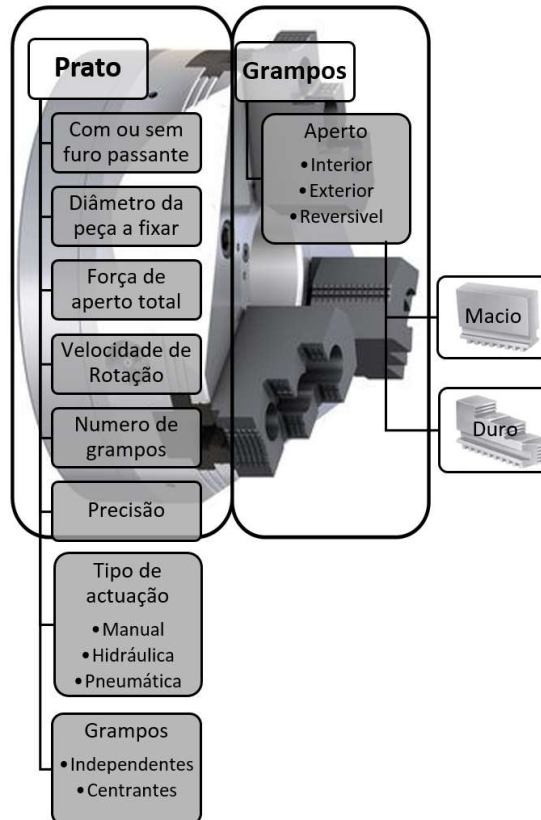 Prato
Com ou sem
furo passante
Diâmetro da
peça a fixar
Força de
aperto total
Velocidade de
Rotação
Numero de
grampos
Precisão
Tipo de
actuação
•Manual
•Hidráulica
•Pneumática
Grampos
•Independentes
•Centrantes
Grampos
Aperto
•Interior
•Exterior
•Reversivel
Macio
Duro